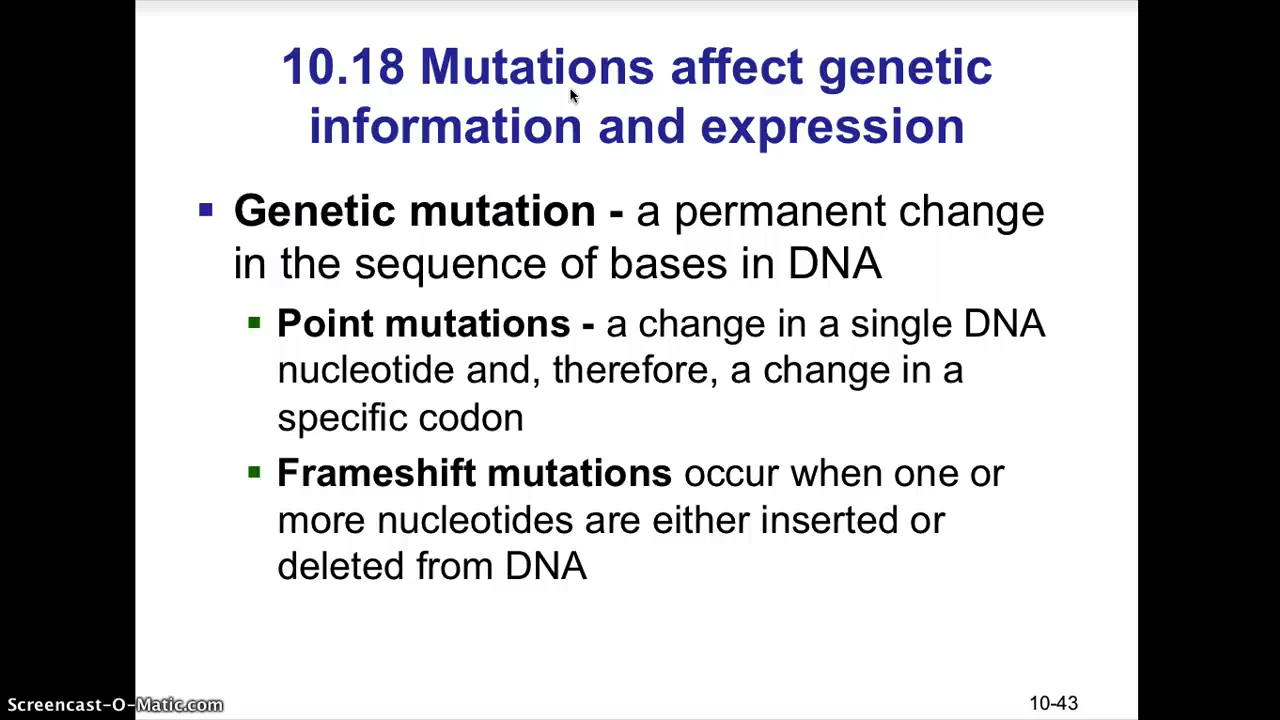 10.18 Mutations affect genetic
information and expression
▪ Genetic mutation - a permanent change
in the sequence of bases in DNA
▪ Point mutations - a change in a single DNA
nucleotide and, therefore, a change in a
specific codon
▪ Frameshift mutations occur when one or
more nucleotides are either inserted or
deleted from DNA
Screencast-O-Matic.com
10-43